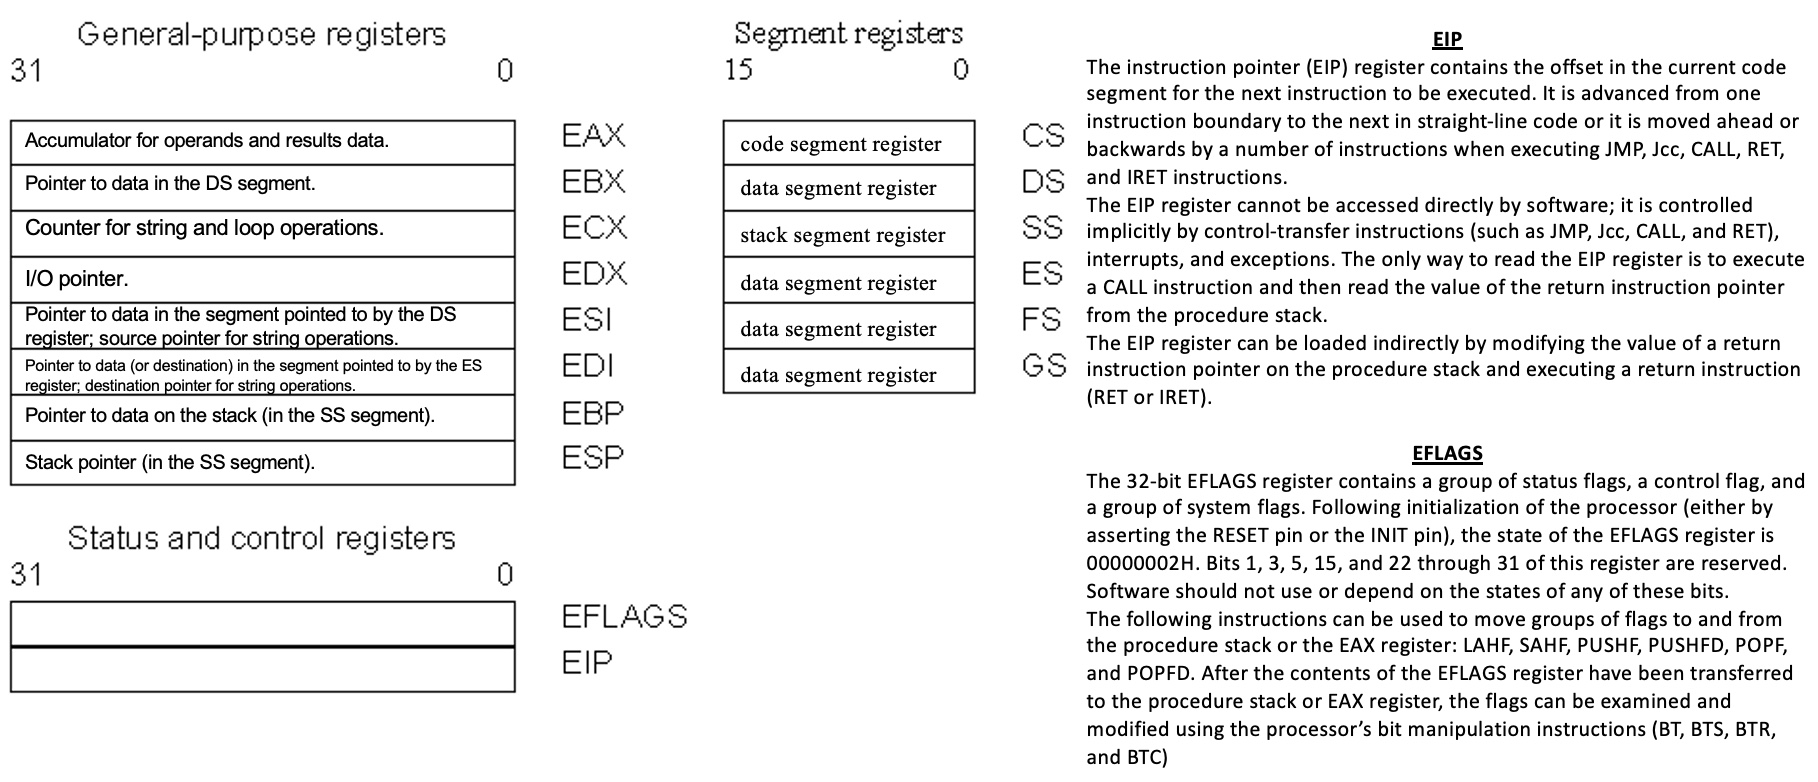 General-purpose registers
31 0
Accumulator for operands and results data. EAX
Pointer to data in the DS segment. EBX
Counter for string and loop operations. ECX
I/O pointer. EDX
Pointer to data in the segment pointed to by the DS
register; source pointer for string operations. ESI
Pointer to data (or destination) in the segment pointed to by the ES
register; destination pointer for string operations. EDI
Pointer to data on the stack (in the SS segment). EBP
Stack pointer (in the SS segment). ESP
Status and control registers
31 0
EFLAGS
EIP
Segment registers
15 0
code segment register CS
data segment register DS
stack segment register SS
data segment register ES
data segment register FS
data segment register GS
EIP
The instruction pointer (EIP) register contains the offset in the current code
segment for the next instruction to be executed. It is advanced from one
instruction boundary to the next in straight-line code or it is moved ahead or
backwards by a number of instructions when executing JMP, Jcc, CALL, RET,
and IRET instructions.
The EIP register cannot be accessed directly by software; it is controlled
implicitly by control-transfer instructions (such as JMP, Jcc, CALL, and RET),
interrupts, and exceptions. The only way to read the EIP register is to execute
a CALL instruction and then read the value of the return instruction pointer
from the procedure stack.
The EIP register can be loaded indirectly by modifying the value of a return
instruction pointer on the procedure stack and executing a return instruction
(RET or IRET).
EFLAGS
The 32-bit EFLAGS register contains a group of status flags, a control flag, and
a group of system flags. Following initialization of the processor (either by
asserting the RESET pin or the INIT pin), the state of the EFLAGS register is
00000002H. Bits 1, 3, 5, 15, and 22 through 31 of this register are reserved.
Software should not use or depend on the states of any of these bits.
The following instructions can be used to move groups of flags to and from
the procedure stack or the EAX register: LAHF, SAHF, PUSHF, PUSHFD, POPF,
and POPFD. After the contents of the EFLAGS register have been transferred
to the procedure stack or EAX register, the flags can be examined and
modified using the processor’s bit manipulation instructions (BT, BTS, BTR,
and BTC)